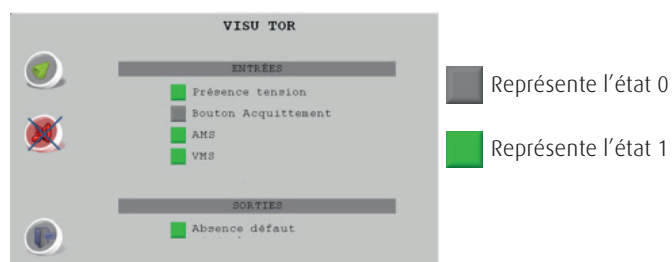 VISU TOR
ENTRÉES
Présence tension
Bouton Acquittement
AMS
VMS
SORTIES
Absence défaut
Représente l'état 0
Représente l'état 1